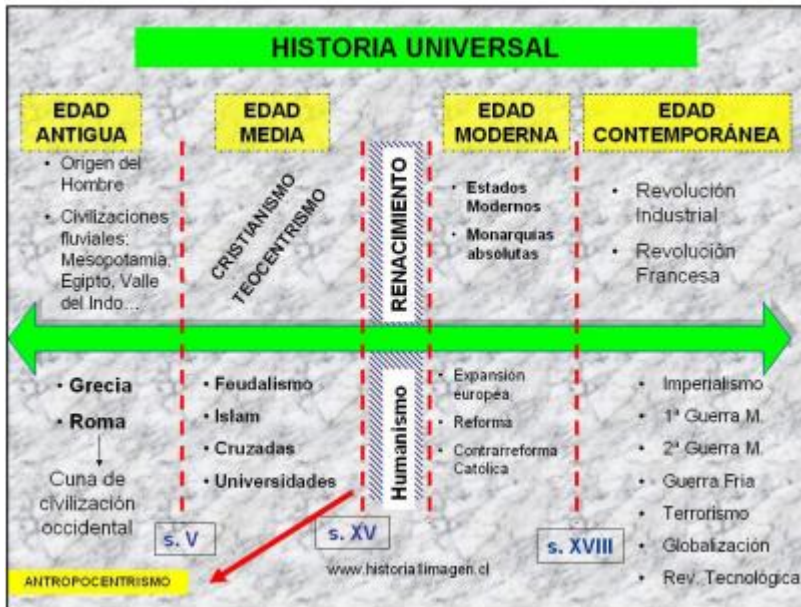 HISTORIA UNIVERSAL
EDAD
ANTIGUA
• Origen del
Hombre
• Civilizaciones
fluviales:
Mesopotamia,
Egipto, Valle
del Indo...
• Grecia
• Roma
Cuna de
civilización
occidental
s. V
EDAD
MEDIA
CRISTIANISMO
TEOCENTRISMO
• Feudalismo
• Islam
• Cruzadas
• Universidades
s. XV
RENACIMIENTO
Humanismo
EDAD
MODERNA
• Estados
Modernos
• Monarquías
absolutas
• Expansión
europea
• Reforma
• Contrarreforma
Católica
s. XVIII
EDAD
CONTEMPORÁNEA
• Revolución
Industrial
• Revolución
Francesa
• Imperialismo
• 1ª Guerra M.
• 2ª Guerra M.
• Guerra Fría
• Terrorismo
• Globalización
• Rev. Tecnológica
ANTROPOCENTRISMO
www.historia1imagen.cl